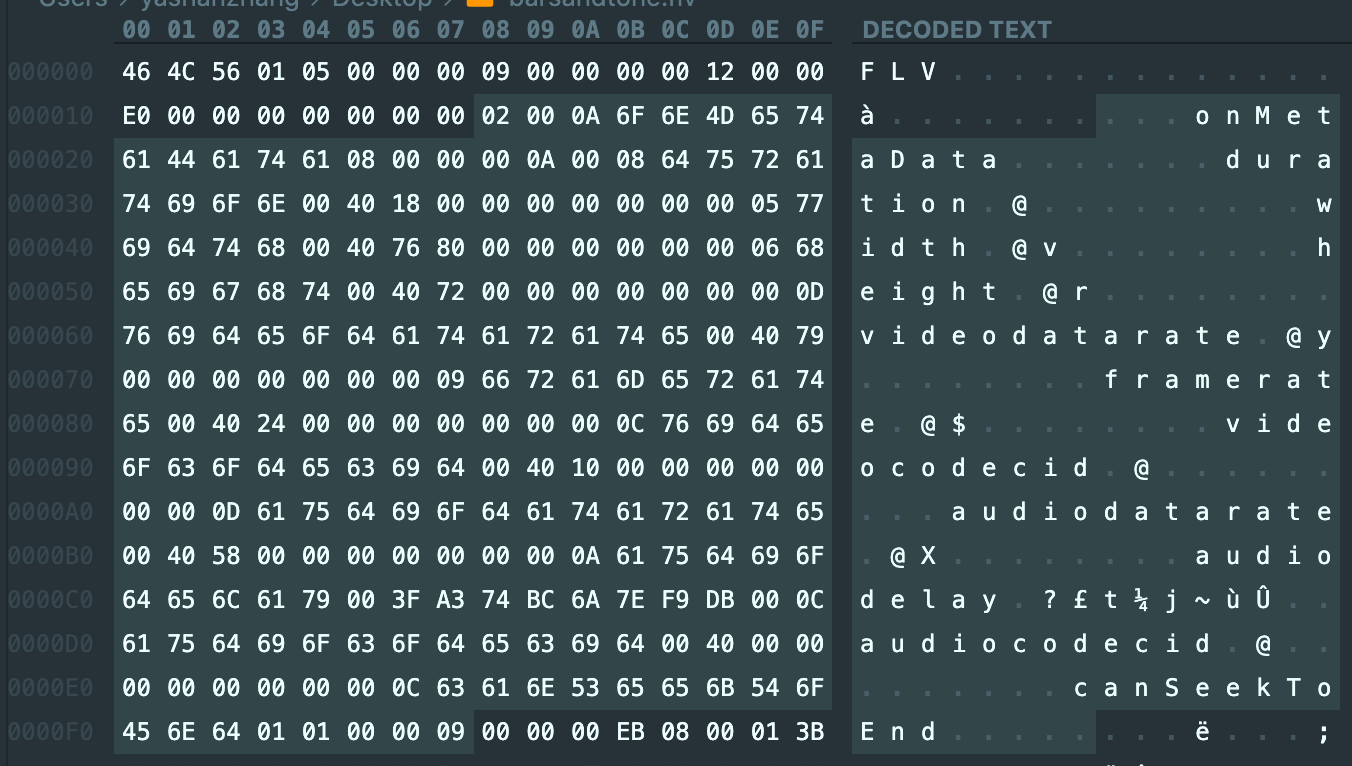 Users > yashanzhang > Desktop > barsandtone.flv
00 01 02 03 04 05 06 07 08 09 0A 0B 0C 0D 0E 0F DECODED TEXT
000000 46 4C 56 01 05 00 00 00 09 00 00 00 00 12 00 00 F L V . . . . . . . . . . . . .
000010 E0 00 00 00 00 00 00 00 02 00 0A 6F 6E 4D 65 74 à . . . . . . . . . . o n M e t
000020 61 44 61 74 61 08 00 00 00 0A 00 08 64 75 72 61 a D a t a . . . . . . . d u r a
000030 74 69 6F 6E 00 40 18 00 00 00 00 00 00 00 05 77 t i o n . @ . . . . . . . . . w
000040 69 64 74 68 00 40 76 80 00 00 00 00 00 00 06 68 i d t h . @ v . . . . . . . . h
000050 65 69 67 68 74 00 40 72 00 00 00 00 00 00 00 0D e i g h t . @ r . . . . . . . .
000060 76 69 64 65 6F 64 61 74 61 72 61 74 65 00 40 79 v i d e o d a t a r a t e . @ y
000070 00 00 00 00 00 00 00 09 66 72 61 6D 65 72 61 74 . . . . . . . . f r a m e r a t
000080 65 00 40 24 00 00 00 00 00 00 00 0C 76 69 64 65 e . @ $ . . . . . . . . v i d e
000090 6F 63 6F 64 65 63 69 64 00 40 10 00 00 00 00 00 o c o d e c i d . @ . . . . . .
0000A0 00 00 0D 61 75 64 69 6F 64 61 74 61 72 61 74 65 . . . a u d i o d a t a r a t e
0000B0 00 40 58 00 00 00 00 00 00 00 0A 61 75 64 69 6F . @ X . . . . . . . . a u d i o
0000C0 64 65 6C 61 79 00 3F A3 74 BC 6A 7E F9 DB 00 0C d e l a y . ? £ t ¼ j ~ ù Û . .
0000D0 61 75 64 69 6F 63 6F 64 65 63 69 64 00 40 00 00 a u d i o c o d e c i d . @ . .
0000E0 00 00 00 00 00 00 0C 63 61 6E 53 65 65 6B 54 6F . . . . . . . c a n S e e k T o
0000F0 45 6E 64 01 01 00 00 09 00 00 00 EB 08 00 01 3B E n d . . . . . . . . ë . . . ;